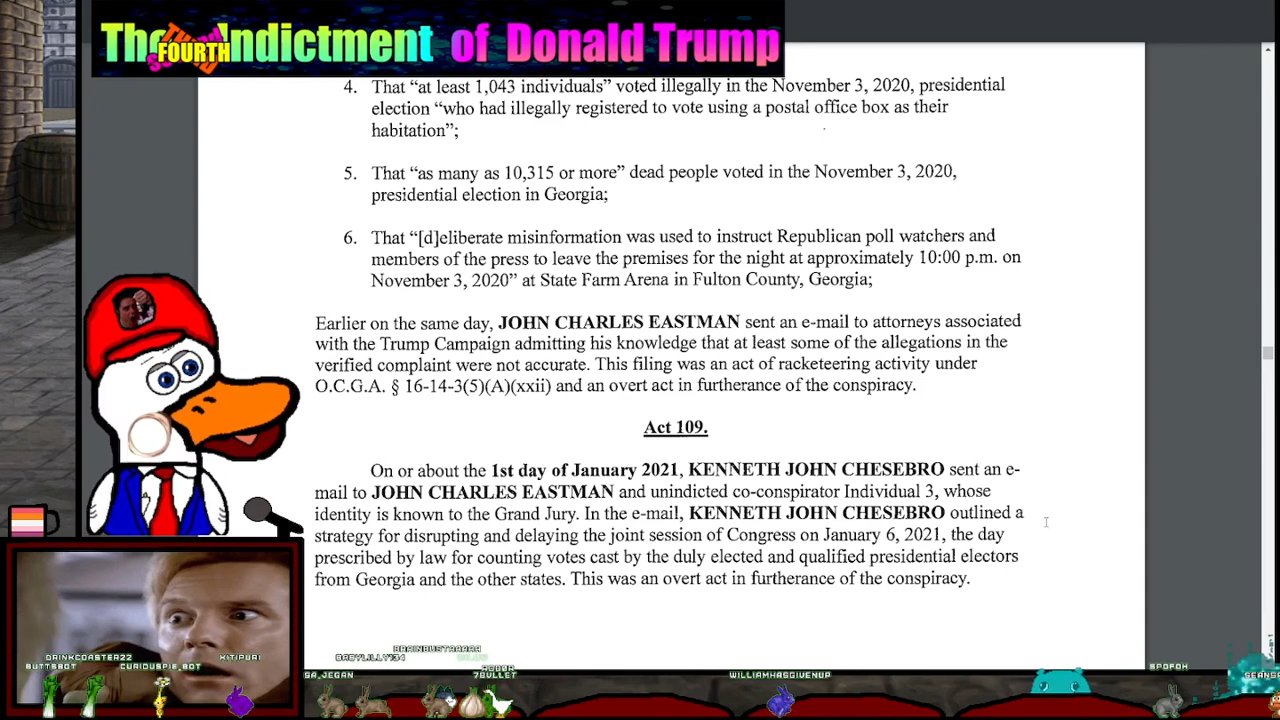 The FOURTH Indictment of Donald Trump
4. That “at least 1,043 individuals” voted illegally in the November 3, 2020, presidential
election “who had illegally registered to vote using a postal office box as their
habitation”;
5. That “as many as 10,315 or more” dead people voted in the November 3, 2020,
presidential election in Georgia;
6. That “[d]eliberate misinformation was used to instruct Republican poll watchers and
members of the press to leave the premises for the night at approximately 10:00 p.m. on
November 3, 2020” at State Farm Arena in Fulton County, Georgia;
Earlier on the same day, JOHN CHARLES EASTMAN sent an e-mail to attorneys associated
with the Trump Campaign admitting his knowledge that at least some of the allegations in the
verified complaint were not accurate. This filing was an act of racketeering activity under
O.C.G.A. § 16-14-3(5)(A)(xxii) and an overt act in furtherance of the conspiracy.
Act 109.
On or about the 1st day of January 2021, KENNETH JOHN CHESEBRO sent an e-
mail to JOHN CHARLES EASTMAN and unindicted co-conspirator Individual 3, whose
identity is known to the Grand Jury. In the e-mail, KENNETH JOHN CHESEBRO outlined a
strategy for disrupting and delaying the joint session of Congress on January 6, 2021, the day
prescribed by law for counting votes cast by the duly elected and qualified presidential electors
from Georgia and the other states. This was an overt act in furtherance of the conspiracy.
DRINKCOASTER22
KITIPURI
BUTTSBOT
CURIOUSPIE_BOT
BABYLILLY134
GA_JEGAN
7BULLET
WILLIAMHASGIVENUP
SPOFOH
SEANS